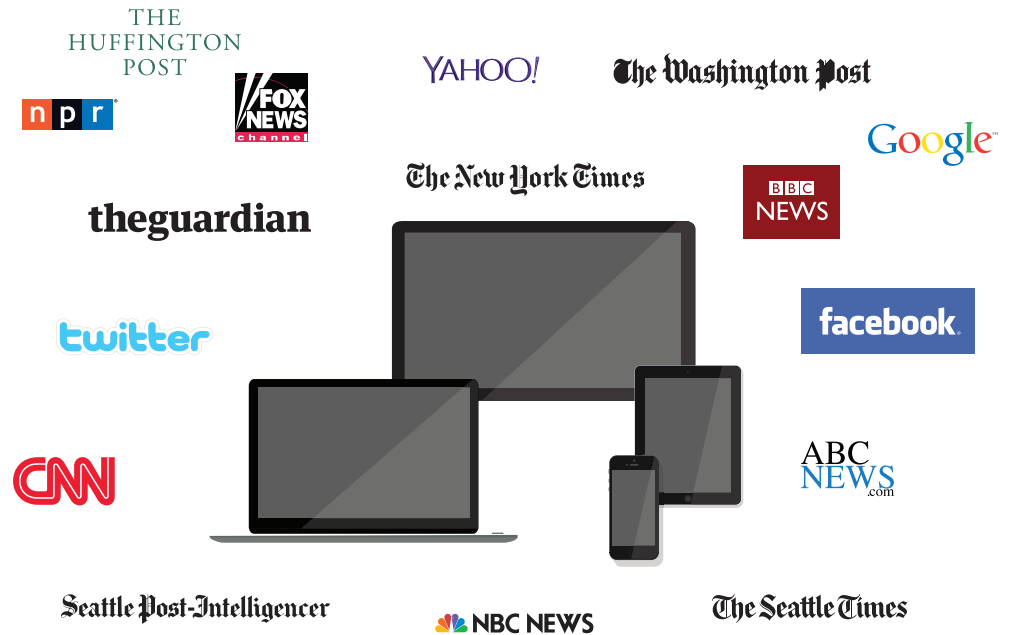 THE
HUFFINGTON
POST
YAHOO!
The Washington Post
npr®
FOX
NEWS
channel
Google™
The New York Times
BBC
NEWS
theguardian
twitter
facebook®
CNN
ABC
NEWS
.com
Seattle Post-Intelligencer
NBC NEWS
The Seattle Times